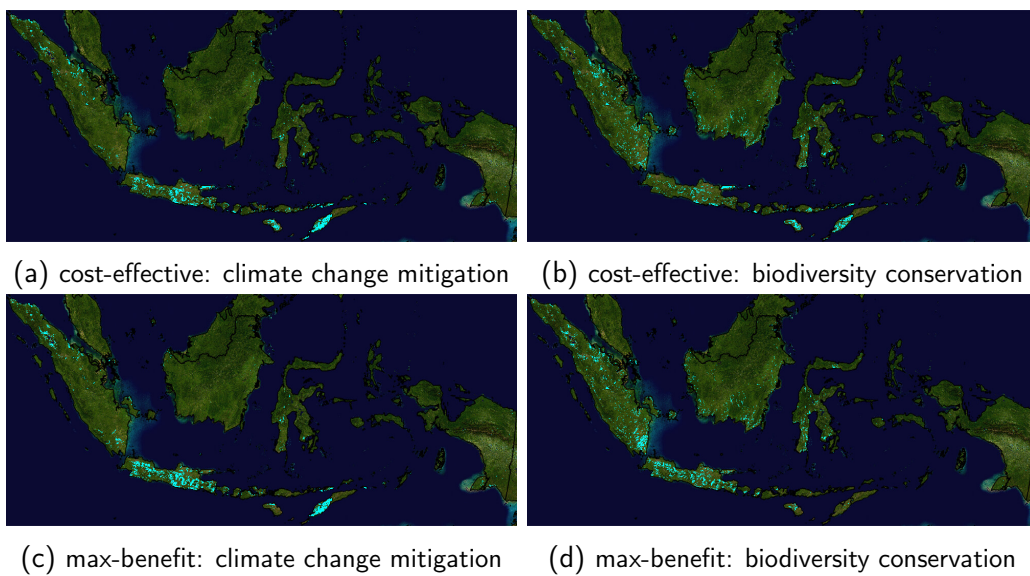 (a) cost-effective: climate change mitigation
(b) cost-effective: biodiversity conservation
(c) max-benefit: climate change mitigation
(d) max-benefit: biodiversity conservation